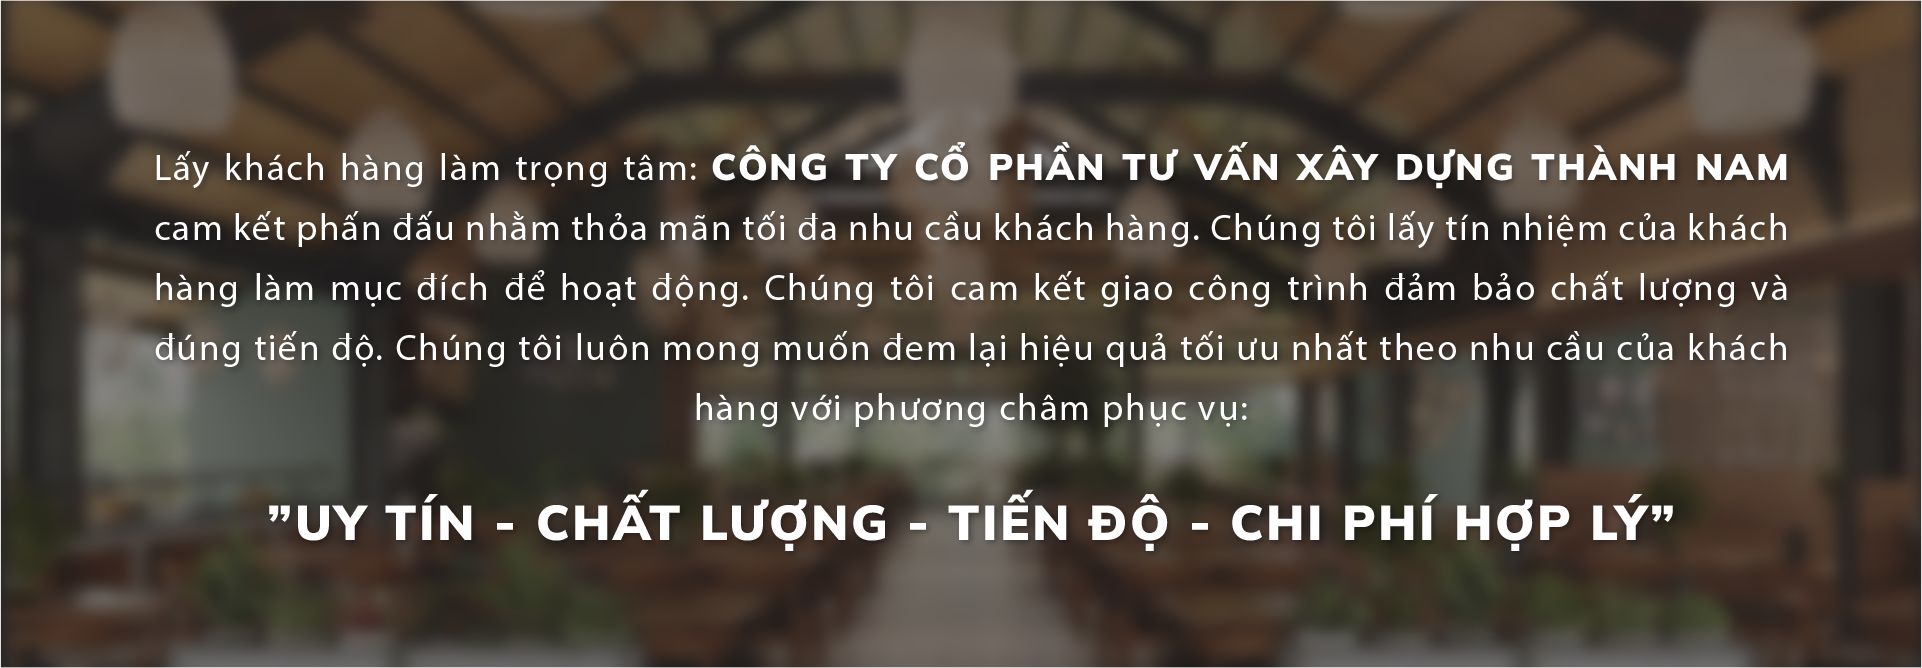 Lấy khách hàng làm trọng tâm: CÔNG TY CỔ PHẦN TƯ VẤN XÂY DỰNG THÀNH NAM
cam kết phấn đấu nhằm thỏa mãn tối đa nhu cầu khách hàng. Chúng tôi lấy tín nhiệm của khách
hàng làm mục đích để hoạt động. Chúng tôi cam kết giao công trình đảm bảo chất lượng và
đúng tiến độ. Chúng tôi luôn mong muốn đem lại hiệu quả tối ưu nhất theo nhu cầu của khách
hàng với phương châm phục vụ:
”UY TÍN - CHẤT LƯỢNG - TIẾN ĐỘ - CHI PHÍ HỢP LÝ”